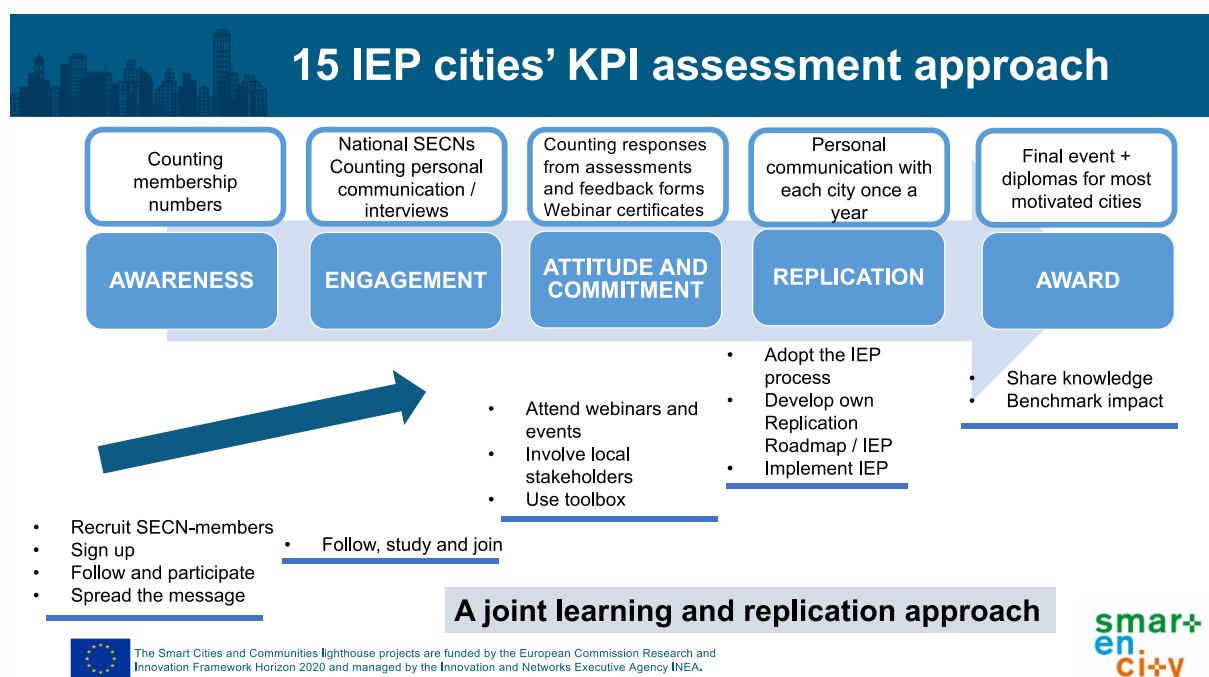 15 IEP cities’ KPI assessment approach
Counting
membership
numbers
National SECNs
Counting personal
communication /
interviews
Counting responses
from assessments
and feedback forms
Webinar certificates
Personal
communication with
each city once a
year
Final event +
diplomas for most
motivated cities
AWARENESS
ENGAGEMENT
ATTITUDE AND
COMMITMENT
REPLICATION
AWARD
• Recruit SECN-members
• Sign up
• Follow and participate
• Spread the message
• Follow, study and join
• Attend webinars and
events
• Involve local
stakeholders
• Use toolbox
• Adopt the IEP
process
• Develop own
Replication
Roadmap / IEP
• Implement IEP
• Share knowledge
• Benchmark impact
A joint learning and replication approach
The Smart Cities and Communities lighthouse projects are funded by the European Commission Research and
Innovation Framework Horizon 2020 and managed by the Innovation and Networks Executive Agency INEA.
smart
en
city